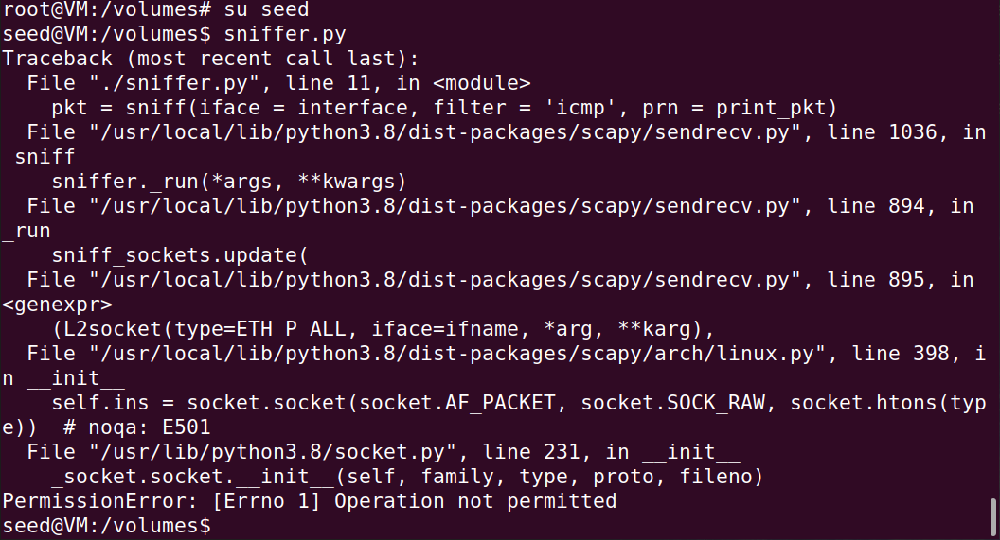 root@VM:/volumes# su seed
seed@VM:/volumes$ sniffer.py
Traceback (most recent call last):
  File "./sniffer.py", line 11, in <module>
    pkt = sniff(iface = interface, filter = 'icmp', prn = print_pkt)
  File "/usr/local/lib/python3.8/dist-packages/scapy/sendrecv.py", line 1036, in
 sniff
    sniffer._run(*args, **kwargs)
  File "/usr/local/lib/python3.8/dist-packages/scapy/sendrecv.py", line 894, in
_run
    sniff_sockets.update(
  File "/usr/local/lib/python3.8/dist-packages/scapy/sendrecv.py", line 895, in
<genexpr>
    (L2socket(type=ETH_P_ALL, iface=ifname, *arg, **karg),
  File "/usr/local/lib/python3.8/dist-packages/scapy/arch/linux.py", line 398, i
n __init__
    self.ins = socket.socket(socket.AF_PACKET, socket.SOCK_RAW, socket.htons(typ
e))  # noqa: E501
  File "/usr/lib/python3.8/socket.py", line 231, in __init__
    _socket.socket.__init__(self, family, type, proto, fileno)
PermissionError: [Errno 1] Operation not permitted
seed@VM:/volumes$